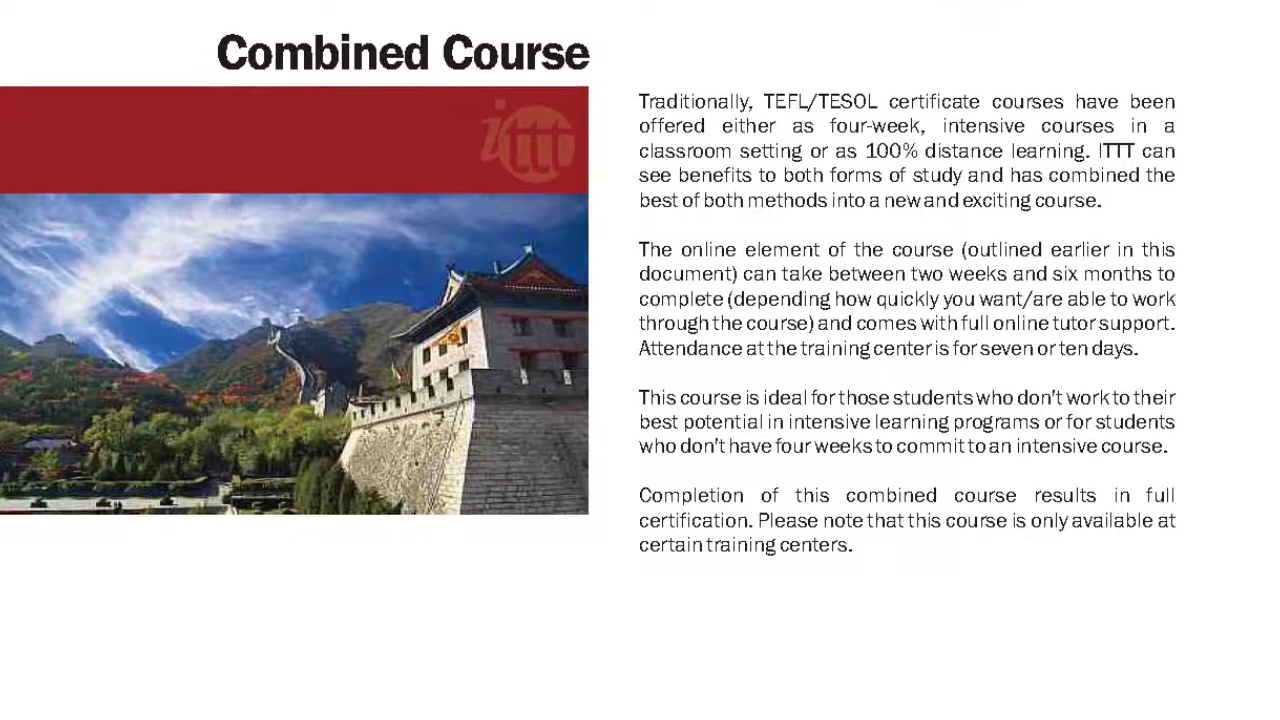 Combined Course
ittt
Traditionally, TEFL/TESOL certificate courses have been
offered either as four-week, intensive courses in a
classroom setting or as 100% distance learning. ITTT can
see benefits to both forms of study and has combined the
best of both methods into a new and exciting course.
The online element of the course (outlined earlier in this
document) can take between two weeks and six months to
complete (depending how quickly you want/are able to work
through the course) and comes with full online tutor support.
Attendance at the training center is for seven or ten days.
This course is ideal for those students who don't work to their
best potential in intensive learning programs or for students
who don't have four weeks to commit to an intensive course.
Completion of this combined course results in full
certification. Please note that this course is only available at
certain training centers.